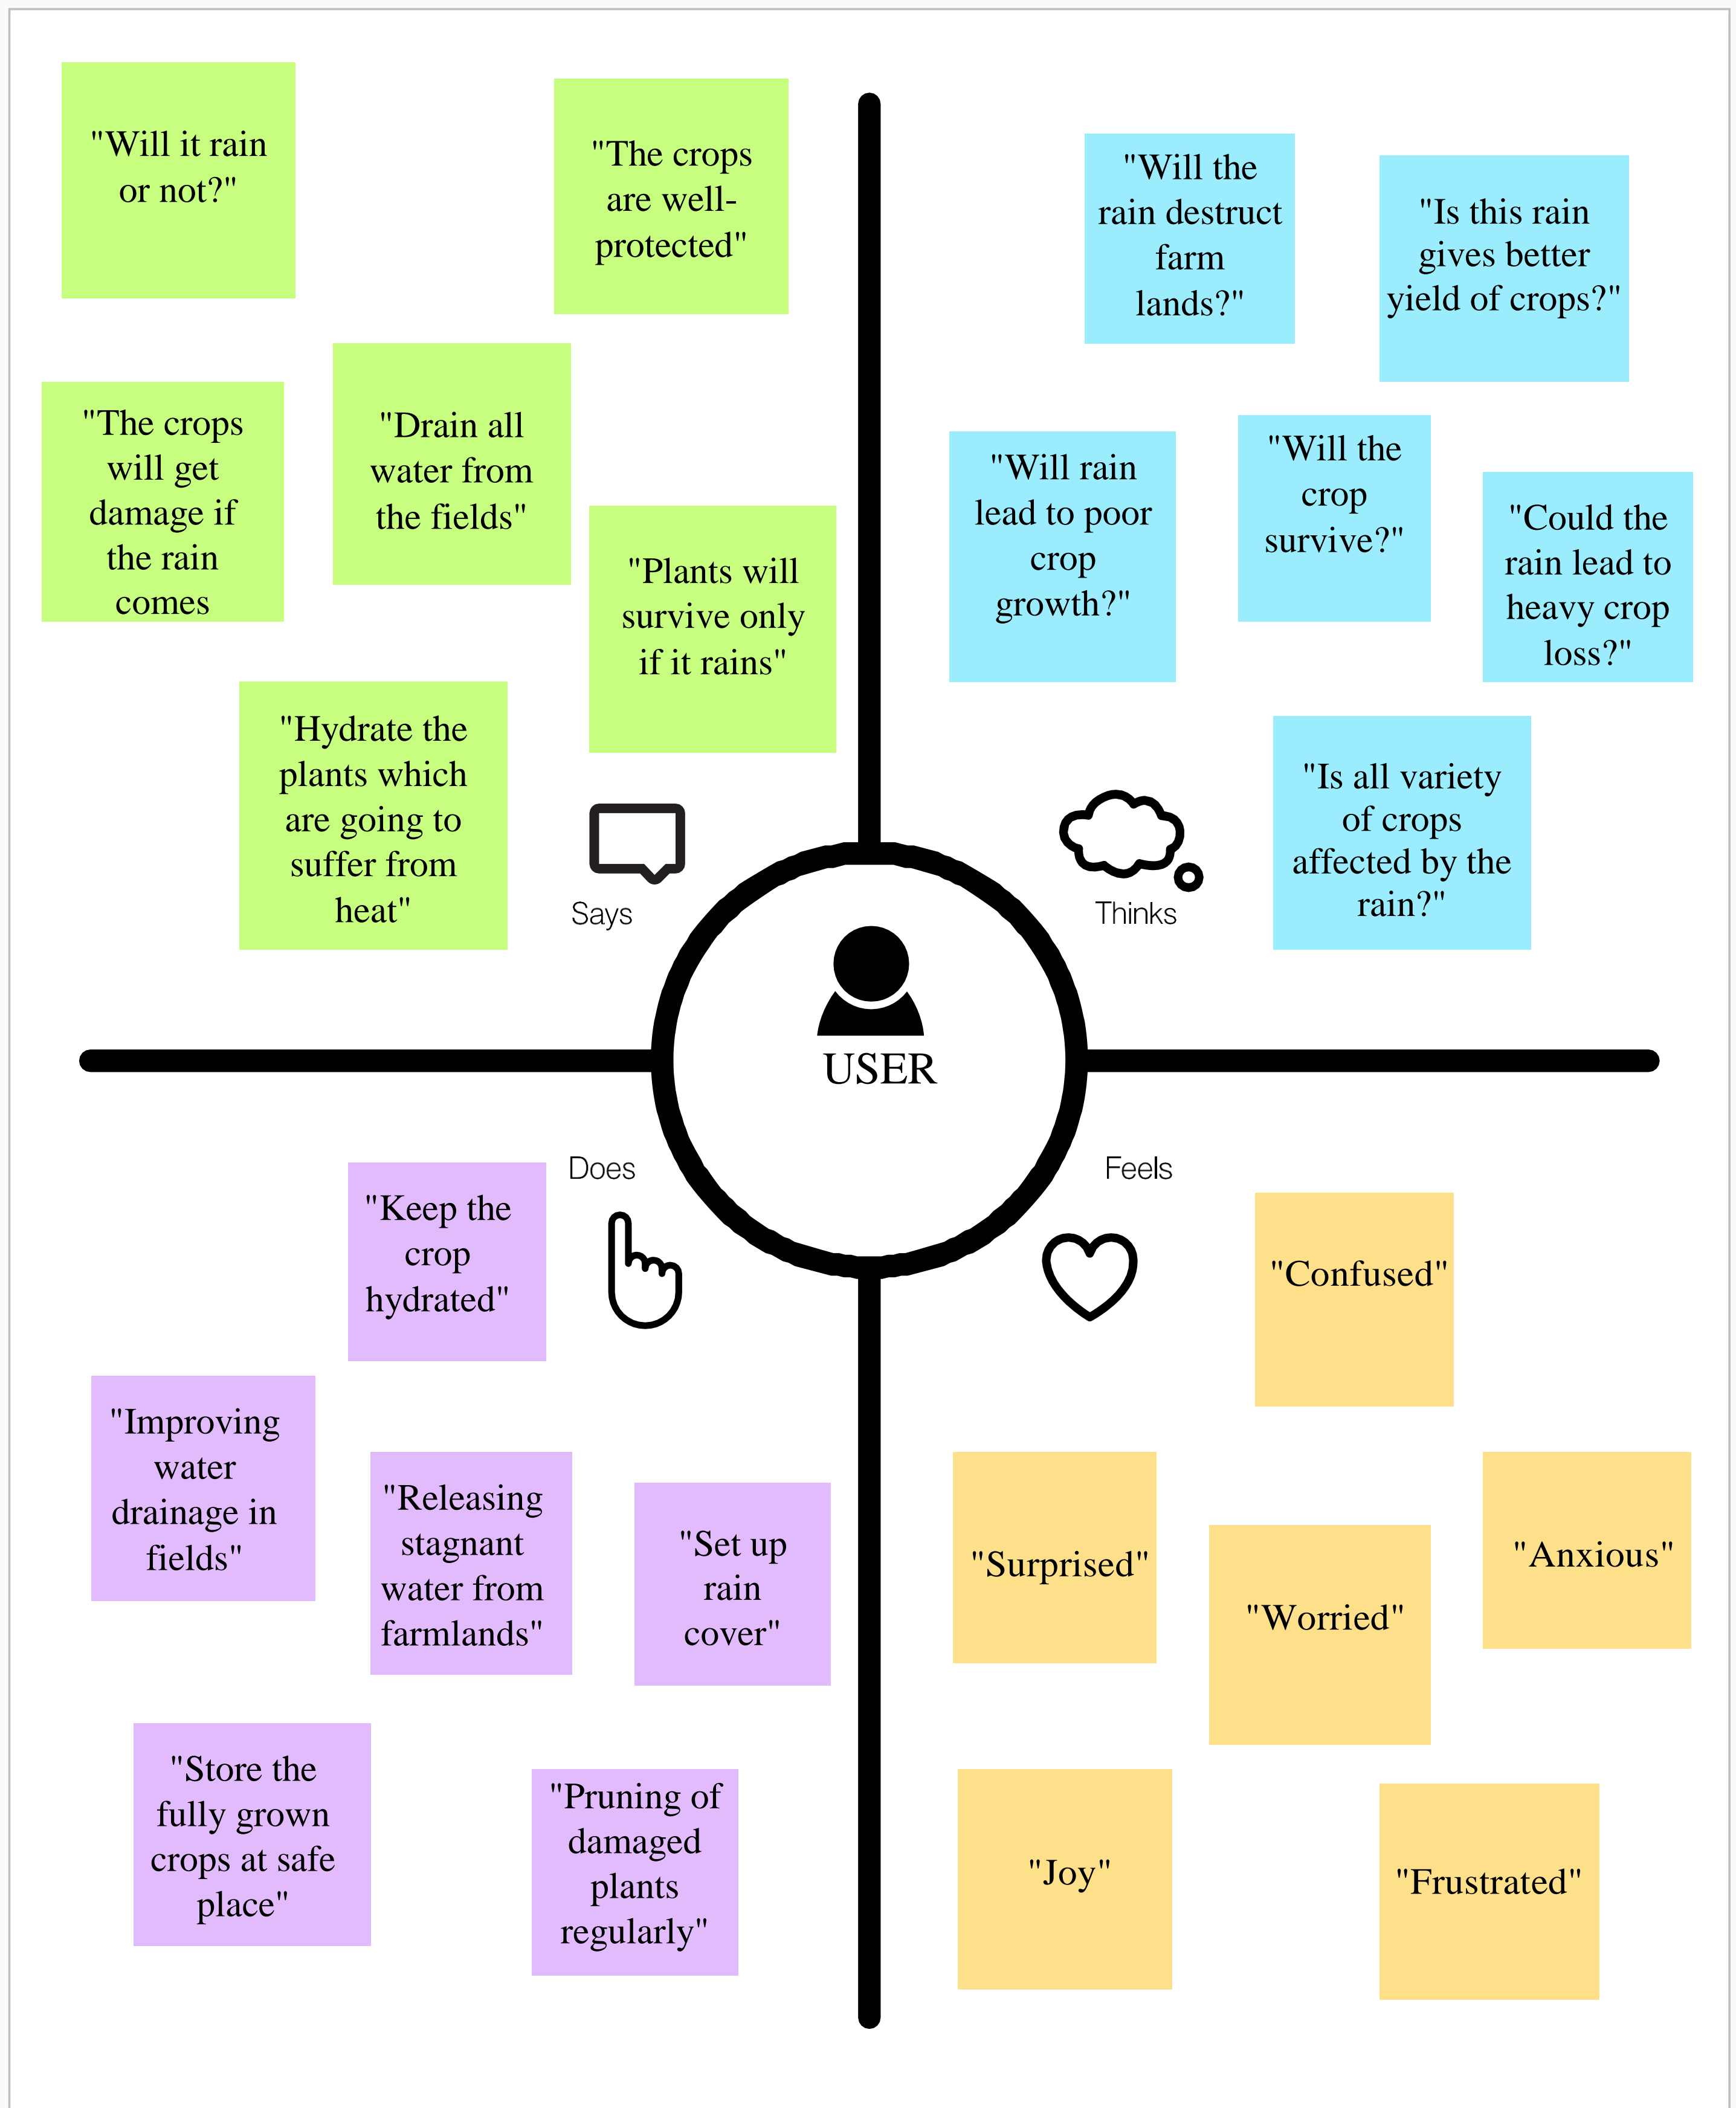 "Will it rain
or not?"
"The crops
are well-
protected"
"The crops
will get
damage if
the rain
comes
"Drain all
water from
the fields"
"Plants will
survive only
if it rains"
"Hydrate the
plants which
are going to
suffer from
heat"
Says
"Will the
rain destruct
farm
lands?"
"Is this rain
gives better
yield of crops?"
"Will rain
lead to poor
crop
growth?"
"Will the
crop
survive?"
"Could the
rain lead to
heavy crop
loss?"
"Is all variety
of crops
affected by the
rain?"
Thinks
USER
Does
"Keep the
crop
hydrated"
"Improving
water
drainage in
fields"
"Releasing
stagnant
water from
farmlands"
"Set up
rain
cover"
"Store the
fully grown
crops at safe
place"
"Pruning of
damaged
plants
regularly"
Feels
"Confused"
"Surprised"
"Worried"
"Anxious"
"Joy"
"Frustrated"